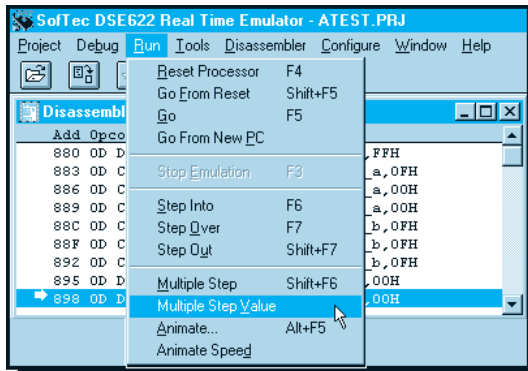 SofTec DSE622 Real Time Emulator - ATEST.PRJ
Project Debug Run Tools Disassembler Configure Window Help
Reset Processor F4
Go From Reset Shift+F5
Go F5
Go From New PC
Stop Emulation F3
Step Into F6
Step Over F7
Step Out Shift+F7
Multiple Step Shift+F6
Multiple Step Value
Animate... Alt+F5
Animate Speed
Disassembl
Add Opco
880 0D D ,FFH
883 0D C _a,0FH
886 0D C _a,00H
889 0D C _a,00H
88C 0D C _b,0FH
88F 0D C _b,0FH
892 0D C _b,0FH
895 0D D ,00H
898 0D D ,00H